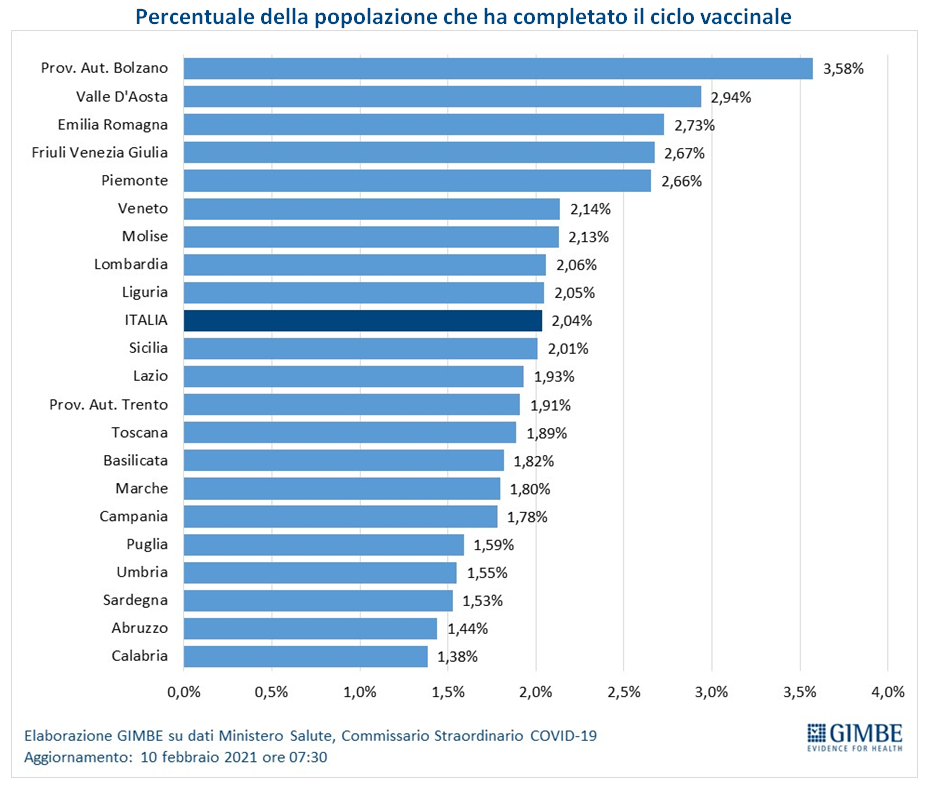 Percentuale della popolazione che ha completato il ciclo vaccinale
Prov. Aut. Bolzano 3,58%
Valle D'Aosta 2,94%
Emilia Romagna 2,73%
Friuli Venezia Giulia 2,67%
Piemonte 2,66%
Veneto 2,14%
Molise 2,13%
Lombardia 2,06%
Liguria 2,05%
ITALIA 2,04%
Sicilia 2,01%
Lazio 1,93%
Prov. Aut. Trento 1,91%
Toscana 1,89%
Basilicata 1,82%
Marche 1,80%
Campania 1,78%
Puglia 1,59%
Umbria 1,55%
Sardegna 1,53%
Abruzzo 1,44%
Calabria 1,38%
0,0% 0,5% 1,0% 1,5% 2,0% 2,5% 3,0% 3,5% 4,0%
Elaborazione GIMBE su dati Ministero Salute, Commissario Straordinario COVID-19
Aggiornamento: 10 febbraio 2021 ore 07:30
GIMBE
EVIDENCE FOR HEALTH